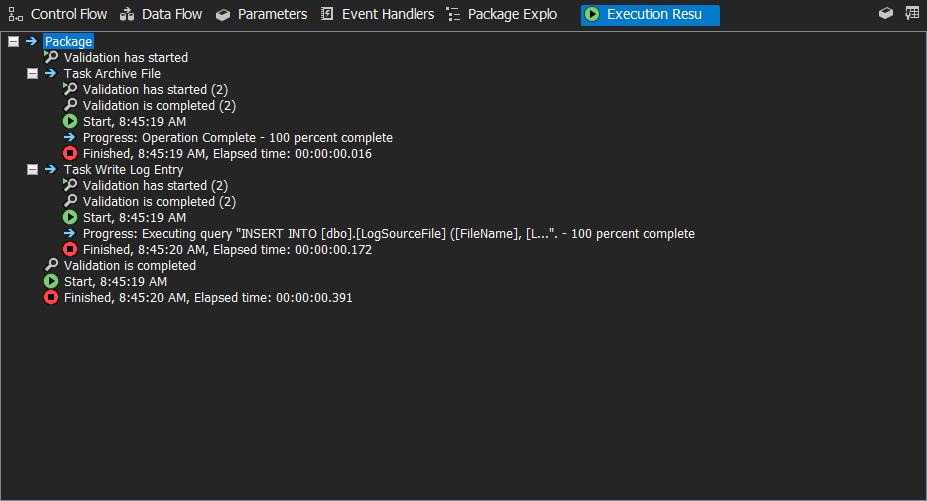 Control Flow Data Flow Parameters Event Handlers Package Explo Execution Resu
Package
Validation has started
Task Archive File
Validation has started (2)
Validation is completed (2)
Start, 8:45:19 AM
Progress: Operation Complete - 100 percent complete
Finished, 8:45:19 AM, Elapsed time: 00:00:00.016
Task Write Log Entry
Validation has started (2)
Validation is completed (2)
Start, 8:45:19 AM
Progress: Executing query "INSERT INTO [dbo].[LogSourceFile] ([FileName], [L...". - 100 percent complete
Finished, 8:45:20 AM, Elapsed time: 00:00:00.172
Validation is completed
Start, 8:45:19 AM
Finished, 8:45:20 AM, Elapsed time: 00:00:00.391